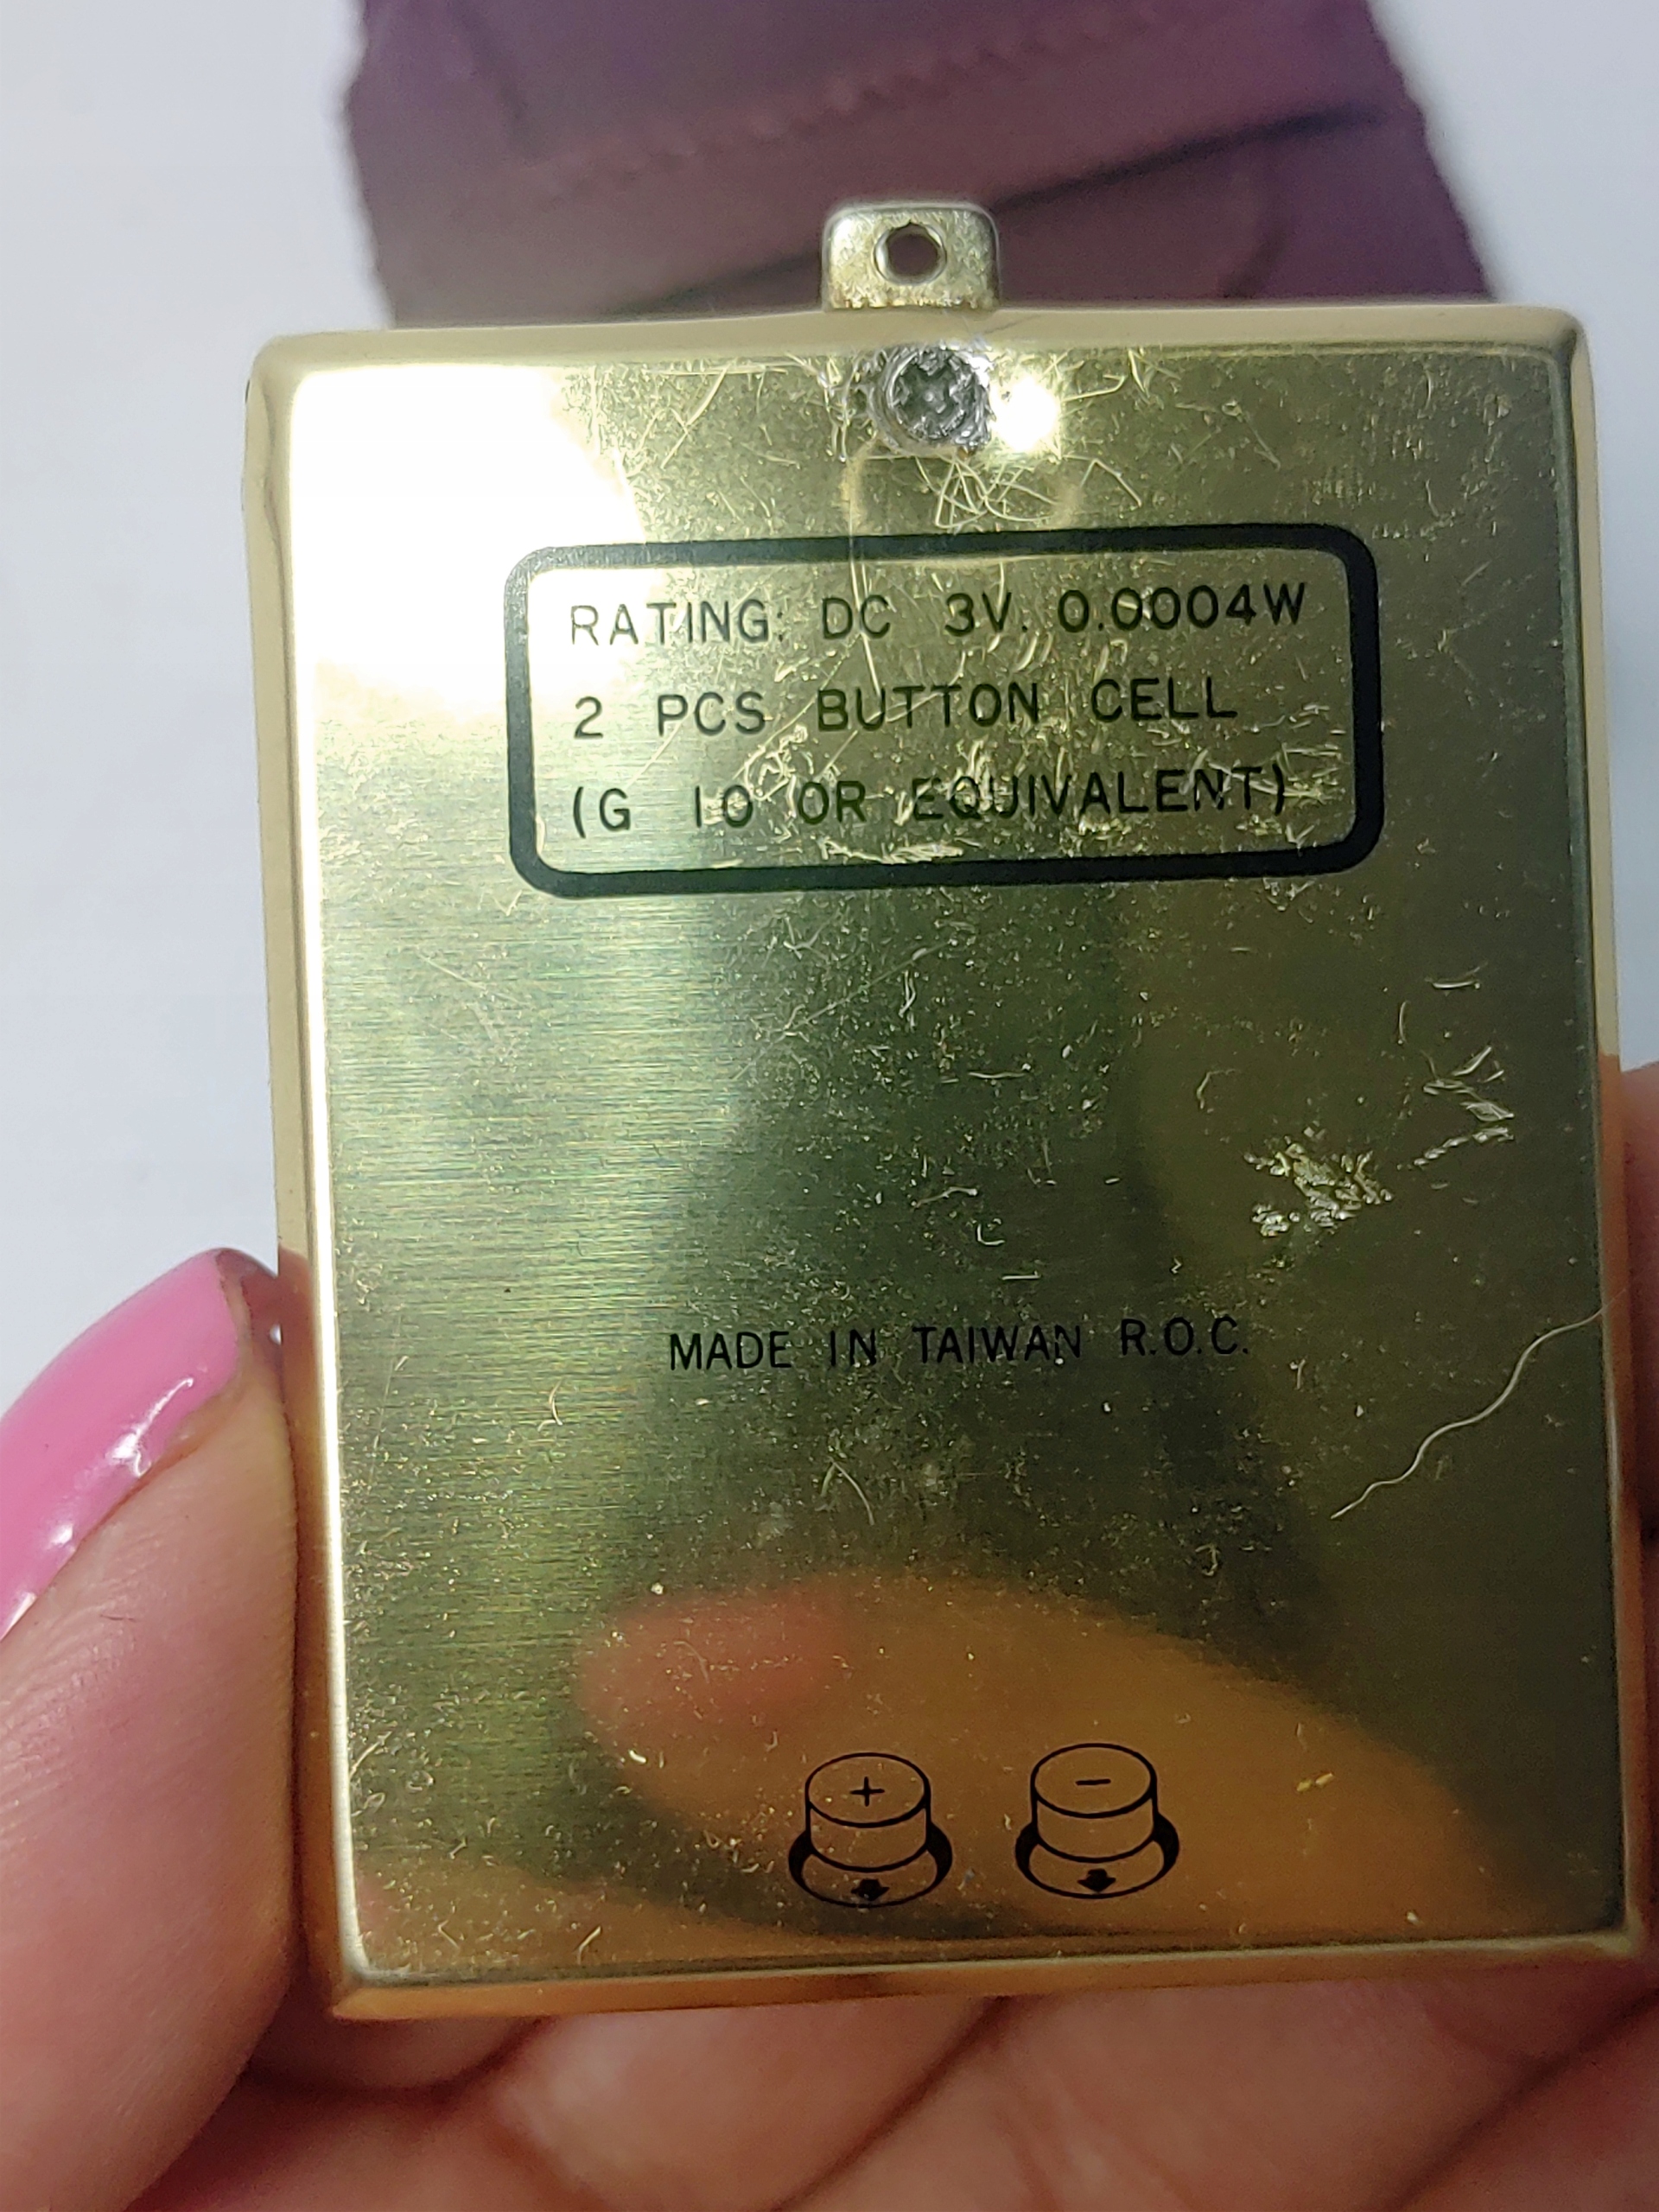 RATING: DC 3V. 0.0004W
2 PCS BUTTON CELL
(G 10 OR EQUIVALENT)
MADE IN TAIWAN R.O.C.
+ −